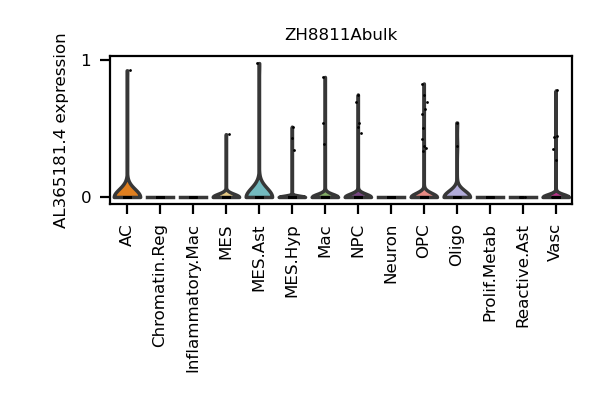 ZH8811Abulk
AL365181.4 expression
1
0
AC
Chromatin.Reg
Inflammatory.Mac
MES
MES.Ast
MES.Hyp
Mac
NPC
Neuron
OPC
Oligo
Prolif.Metab
Reactive.Ast
Vasc